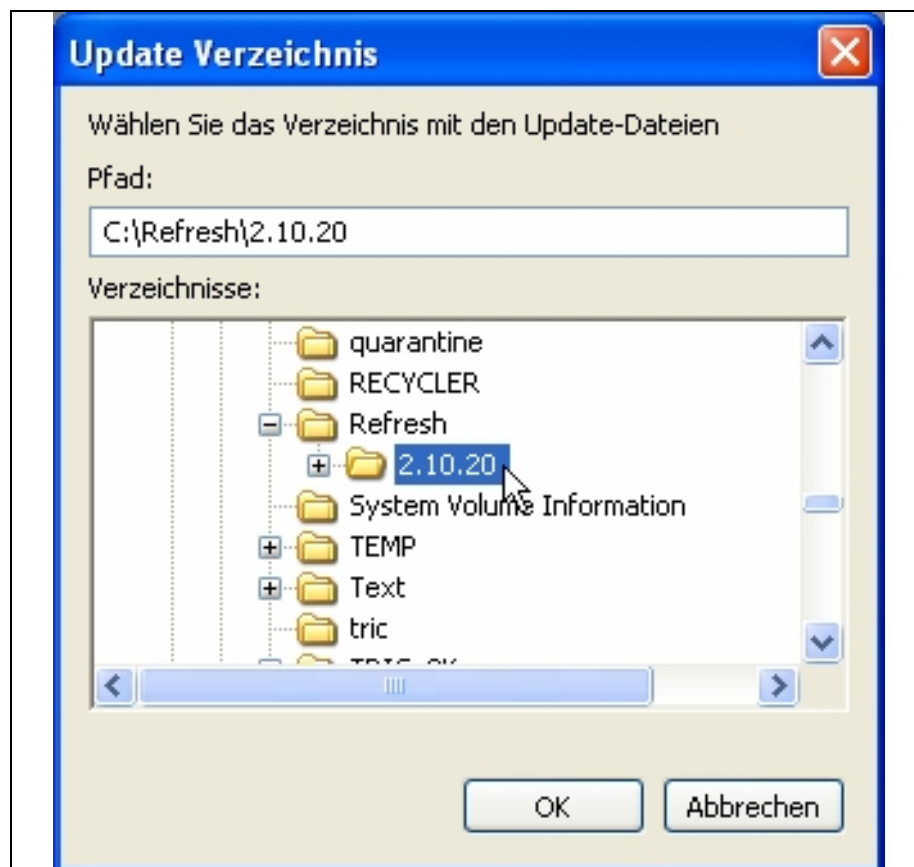 Update Verzeichnis
Wählen Sie das Verzeichnis mit den Update-Dateien
Pfad:
C:\Refresh\2.10.20
Verzeichnisse:
quarantine
RECYCLER
Refresh
2.10.20
System Volume Information
TEMP
Text
tric
OK
Abbrechen